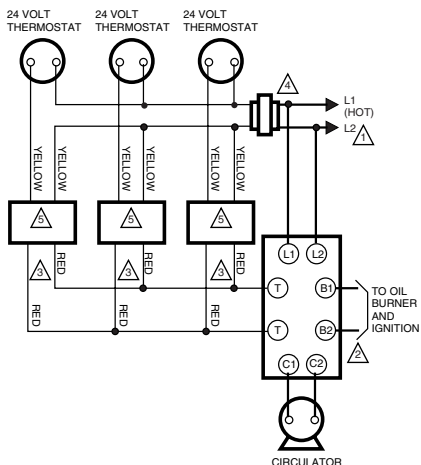 24 VOLT
THERMOSTAT
24 VOLT
THERMOSTAT
24 VOLT
THERMOSTAT
4
L1
(HOT)
L2
1
YELLOW
YELLOW
YELLOW
YELLOW
YELLOW
YELLOW
5
5
5
L1
L2
3
RED
3
RED
3
RED
T
B1
TO OIL
BURNER
AND
IGNITION
RED
RED
RED
T
B2
2
C1
C2
CIRCULATOR